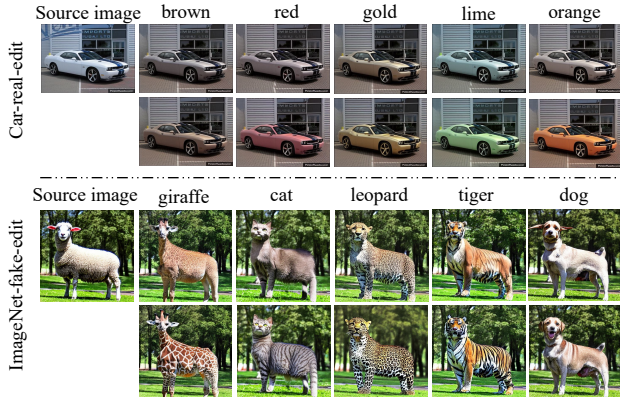 Source image brown red gold lime orange
Car-real-edit
Source image giraffe cat leopard tiger dog
ImageNet-fake-edit